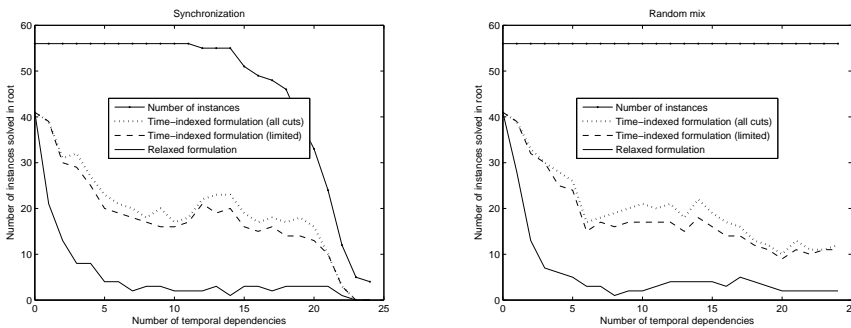 Synchronization
60
50
40
30
20
10
0
Number of instances solved in root
Number of instances
Time-indexed formulation (all cuts)
Time-indexed formulation (limited)
Relaxed formulation
0 5 10 15 20 25
Number of temporal dependencies
Random mix
60
50
40
30
20
10
0
Number of instances solved in root
Number of instances
Time-indexed formulation (all cuts)
Time-indexed formulation (limited)
Relaxed formulation
0 5 10 15 20 25
Number of temporal dependencies